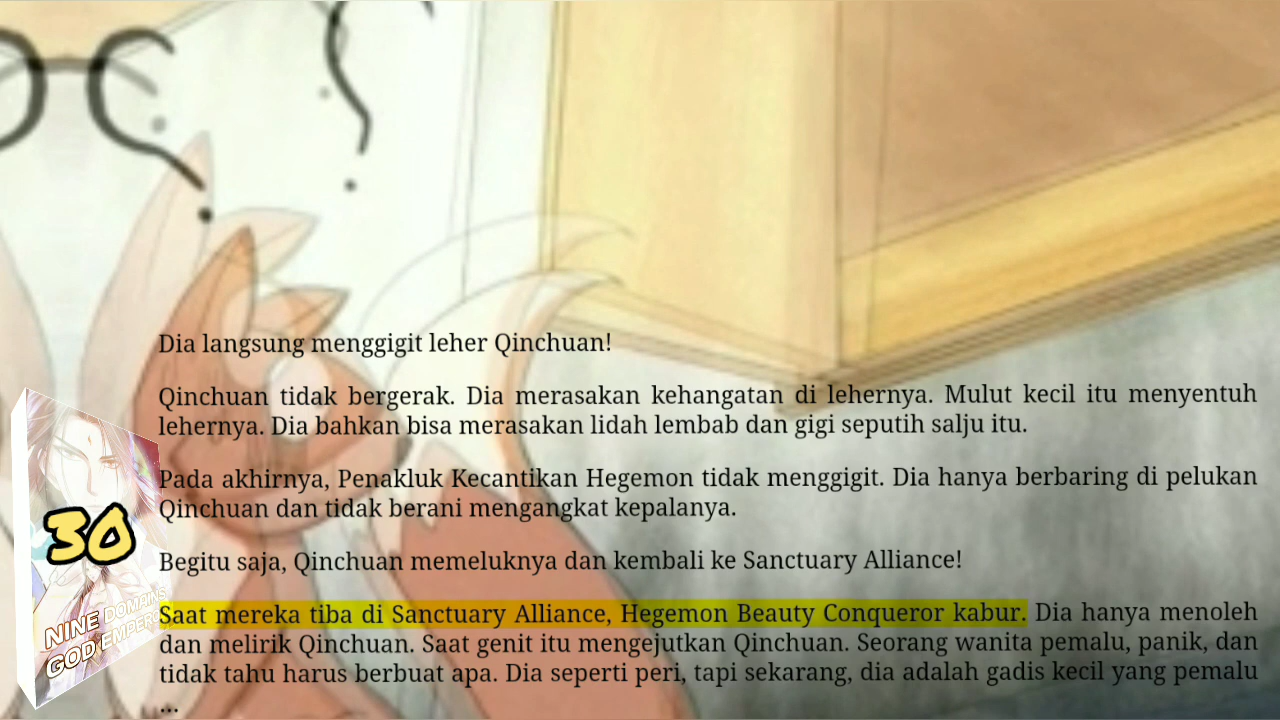 Dia langsung menggigit leher Qinchuan!
Qinchuan tidak bergerak. Dia merasakan kehangatan di lehernya. Mulut kecil itu menyentuh
lehernya. Dia bahkan bisa merasakan lidah lembab dan gigi seputih salju itu.
Pada akhirnya, Penakluk Kecantikan Hegemon tidak menggigit. Dia hanya berbaring di pelukan
Qinchuan dan tidak berani mengangkat kepalanya.
Begitu saja, Qinchuan memeluknya dan kembali ke Sanctuary Alliance!
Saat mereka tiba di Sanctuary Alliance, Hegemon Beauty Conqueror kabur. Dia hanya menoleh
dan melirik Qinchuan. Saat genit itu mengejutkan Qinchuan. Seorang wanita pemalu, panik, dan
tidak tahu harus berbuat apa. Dia seperti peri, tapi sekarang, dia adalah gadis kecil yang pemalu
...
30
NINE DOMAINS
GOD EMPEROR